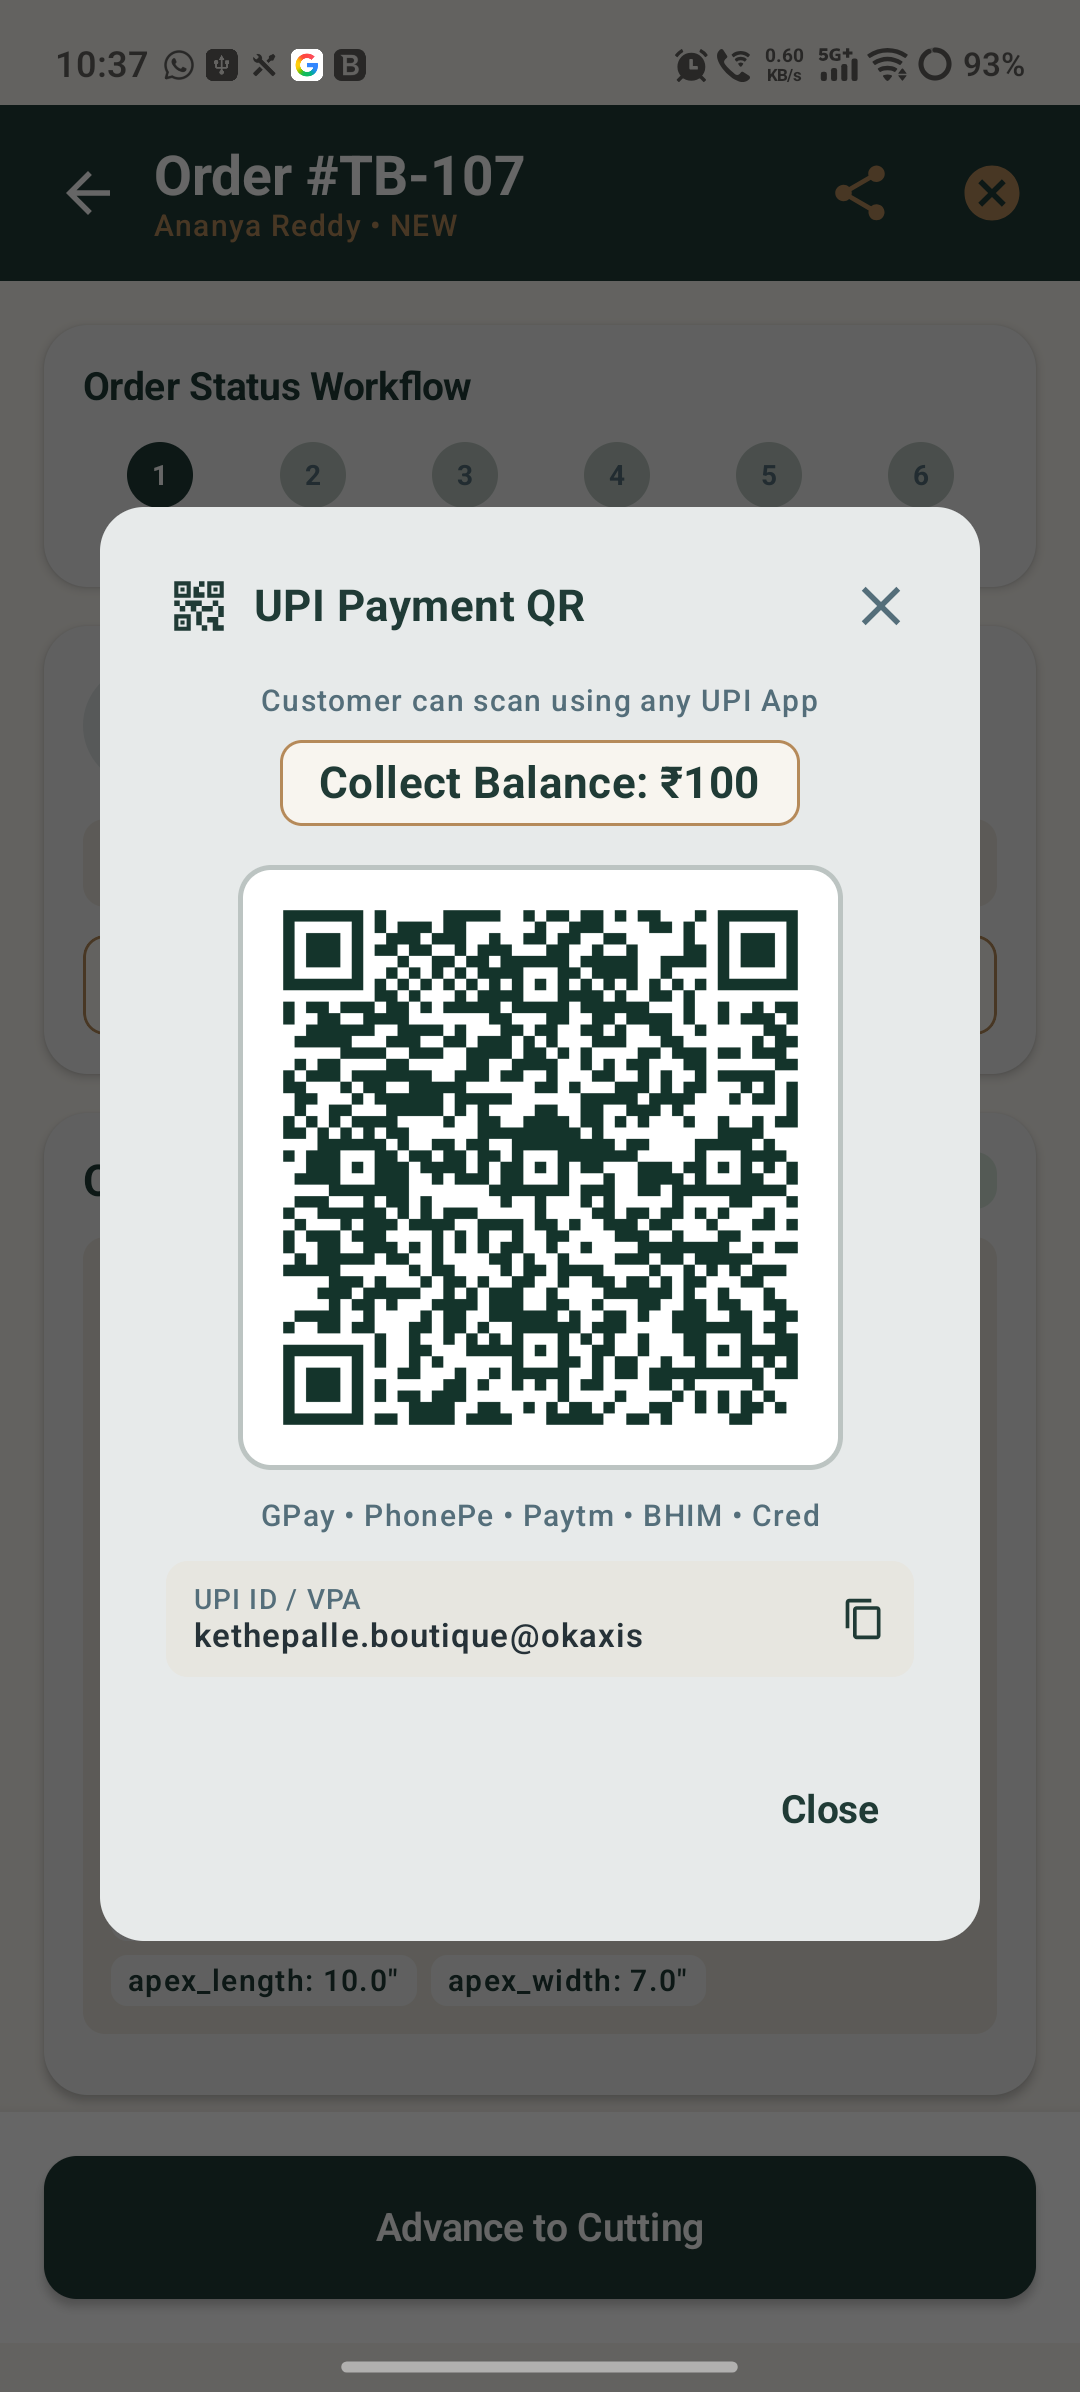 10:37
B
0.60
KB/s
5G+
93%
Order #TB-107
Ananya Reddy • NEW
Order Status Workflow
1 2 3 4 5 6
UPI Payment QR
Customer can scan using any UPI App
Collect Balance: ₹100
GPay • PhonePe • Paytm • BHIM • Cred
UPI ID / VPA
kethepalle.boutique@okaxis
Close
apex_length: 10.0" apex_width: 7.0"
Advance to Cutting